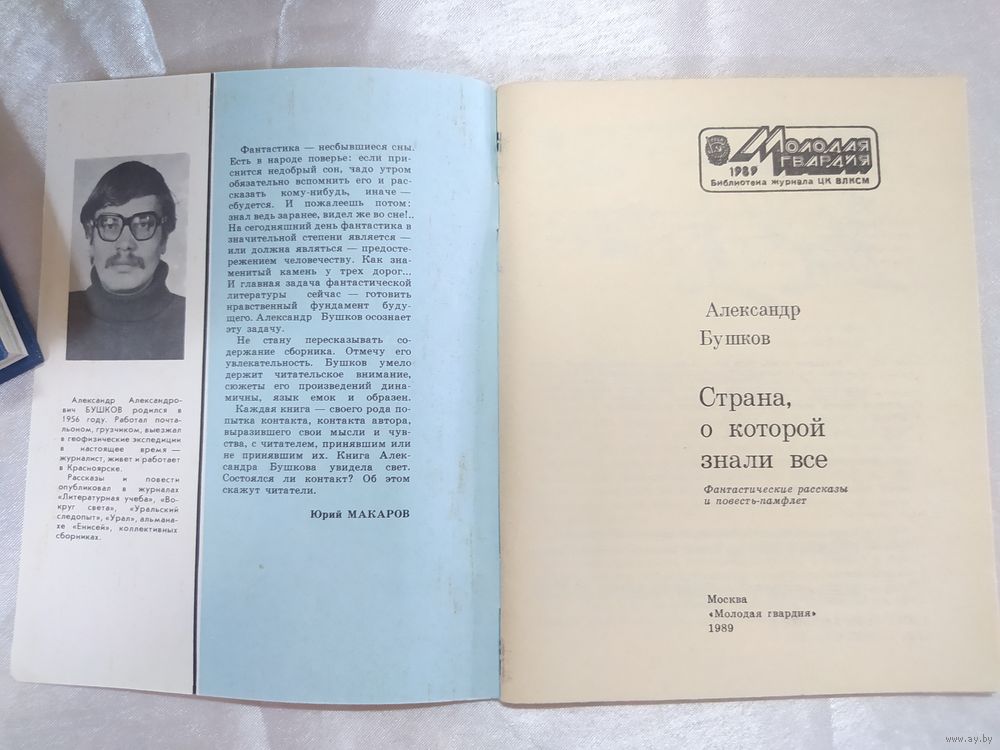 Александр Александро-
вич БУШКОВ родился в
1956 году. Работал почта-
льоном, грузчиком, выезжал
в геофизические экспедиции
в настоящее время —
журналист, живет и работает
в Красноярске.
Рассказы и повести
опубликовал в журналах
«Литературная учеба», «Во-
круг света», «Уральский
следопыт», «Урал», альмана-
хе «Енисей», коллективных
сборниках.
Фантастика — несбывшиеся сны.
Есть в народе поверье: если при-
снится недобрый сон, надо утром
обязательно вспомнить его и рас-
сказать кому-нибудь, иначе —
сбудется. И пожалеешь потом:
знал ведь заранее, видел же во сне!..
На сегодняшний день фантастика в
значительной степени является —
или должна являться — предосте-
режением человечеству. Как зна-
менитый камень у трех дорог...
И главная задача фантастической
литературы сейчас — готовить
нравственный фундамент буду-
щего. Александр Бушков осознает
эту задачу.
Не стану пересказывать со-
держание сборника. Отмечу его
увлекательность. Бушков умело
держит читательское внимание,
сюжеты его произведений дина-
мичны, язык емок и образен.
Каждая книга — своего рода по-
пытка контакта, контакта автора,
выразившего свои мысли и чув-
ства, с читателем, принявшим или
не принявшим их. Книга Алек-
сандра Бушкова увидела свет.
Состоялся ли контакт? Об этом
скажут читатели.
Юрий МАКАРОВ
МОЛОДАЯ
ГВАРДИЯ
1989
Библиотека журнала ЦК ВЛКСМ
Александр
Бушков
Страна,
о которой
знали все
Фантастические рассказы
и повесть-памфлет
Москва
«Молодая гвардия»
1989
www.ay.by